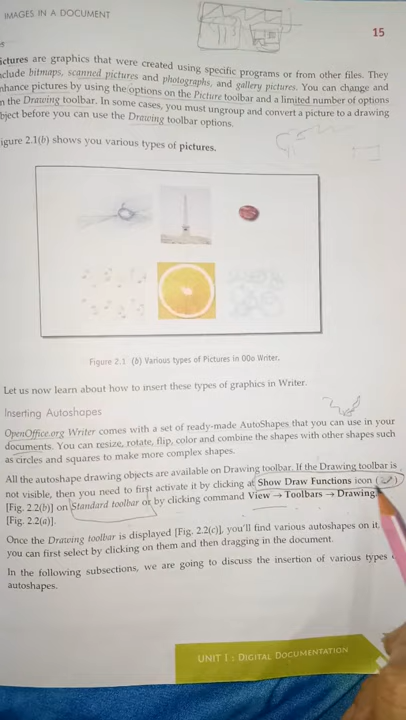 IMAGES IN A DOCUMENT
15
ictures are graphics that were created using specific programs or from other files. They
nclude bitmaps, scanned pictures and photographs, and gallery pictures. You can change and
nhance pictures by using the options on the Picture toolbar and a limited number of options
n the Drawing toolbar. In some cases, you must ungroup and convert a picture to a drawing
bject before you can use the Drawing toolbar options.
igure 2.1(b) shows you various types of pictures.
Figure 2.1 (b) Various types of Pictures in OOo Writer.
Let us now learn about how to insert these types of graphics in Writer.
Inserting Autoshapes
OpenOffice.org Writer comes with a set of ready-made AutoShapes that you can use in your
documents. You can resize, rotate, flip, color and combine the shapes with other shapes such
as circles and squares to make more complex shapes.
All the autoshape drawing objects are available on Drawing toolbar. If the Drawing toolbar is
not visible, then you need to first activate it by clicking at Show Draw Functions icon ( )
[Fig. 2.2(b)] on Standard toolbar or by clicking command View → Toolbars → Drawing
[Fig. 2.2(a)].
Once the Drawing toolbar is displayed [Fig. 2.2(c)], you'll find various autoshapes on it,
you can first select by clicking on them and then dragging in the document.
In the following subsections, we are going to discuss the insertion of various types
autoshapes.
UNIT I : DIGITAL DOCUMENTATION